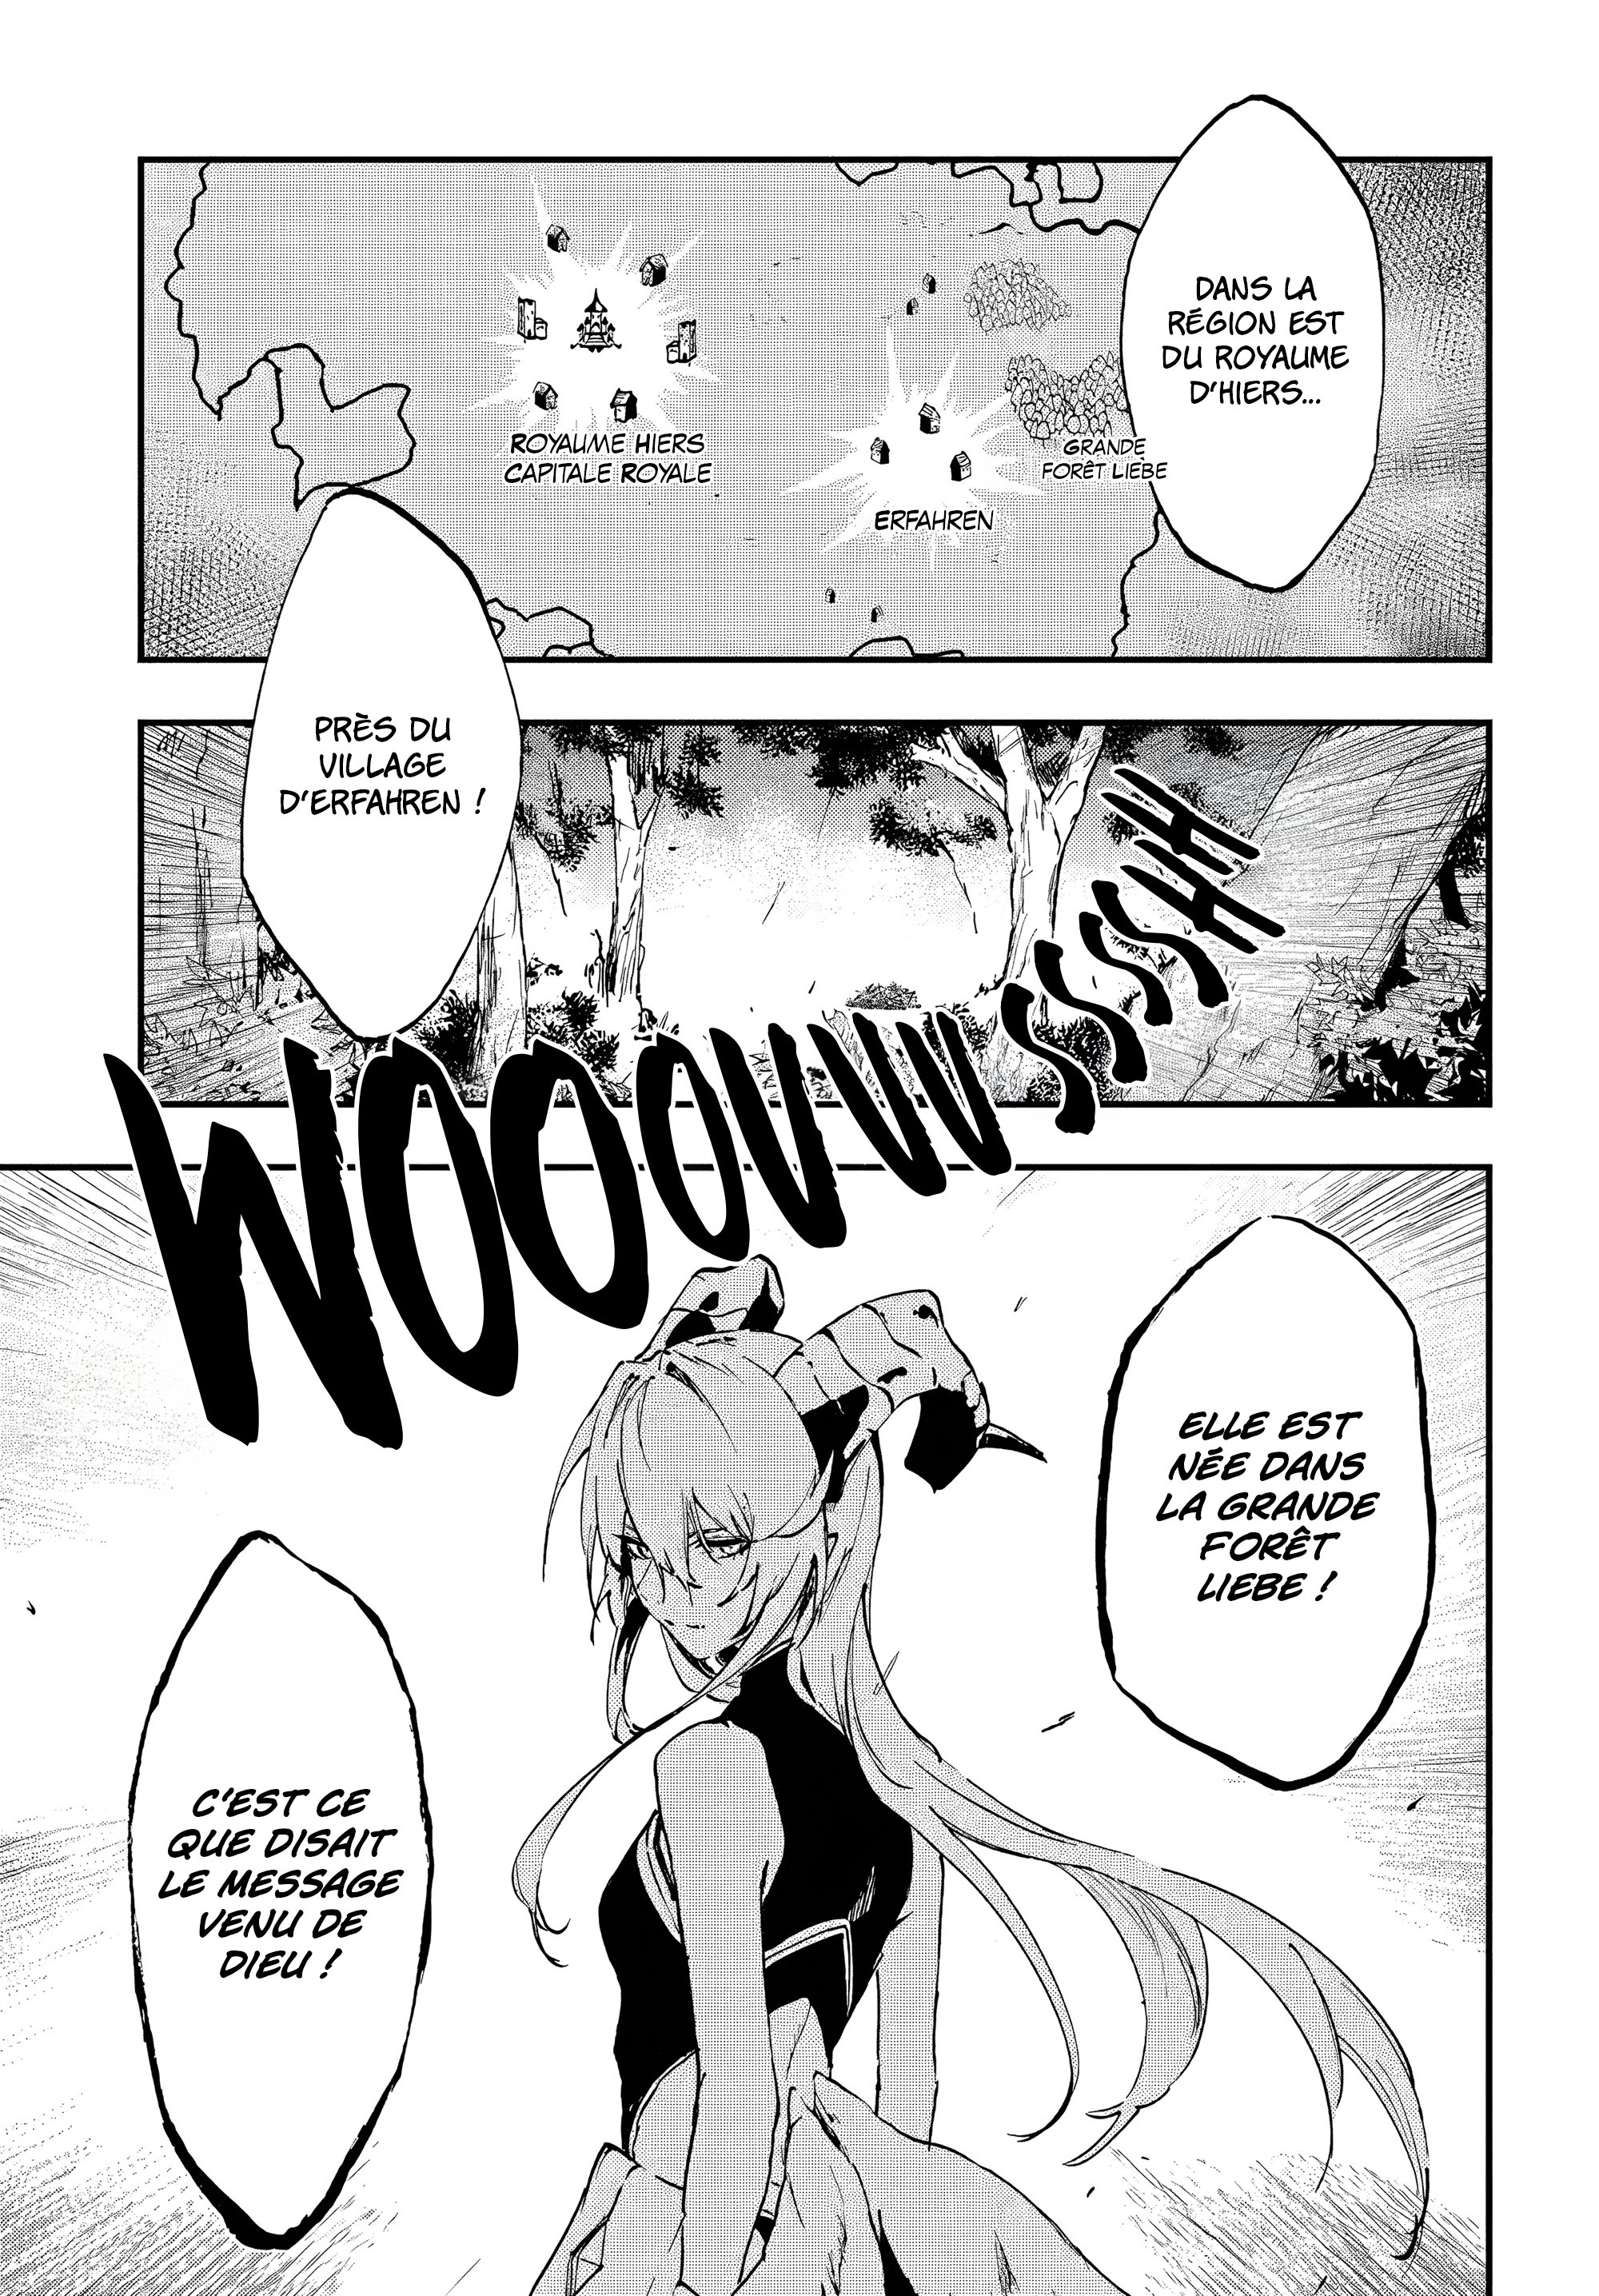 DANS LA
RÉGION EST
DU ROYAUME
D'HIERS...
ROYAUME HIERS
CAPITALE ROYALE
GRANDE
FORÊT LIEBE
ERFAHREN
PRÈS DU
VILLAGE
D'ERFAHREN !
WOOOUUUSSSSHHH
ELLE EST
NÉE DANS
LA GRANDE
FORÊT
LIEBE !
C'EST CE
QUE DISAIT
LE MESSAGE
VENU DE
DIEU !